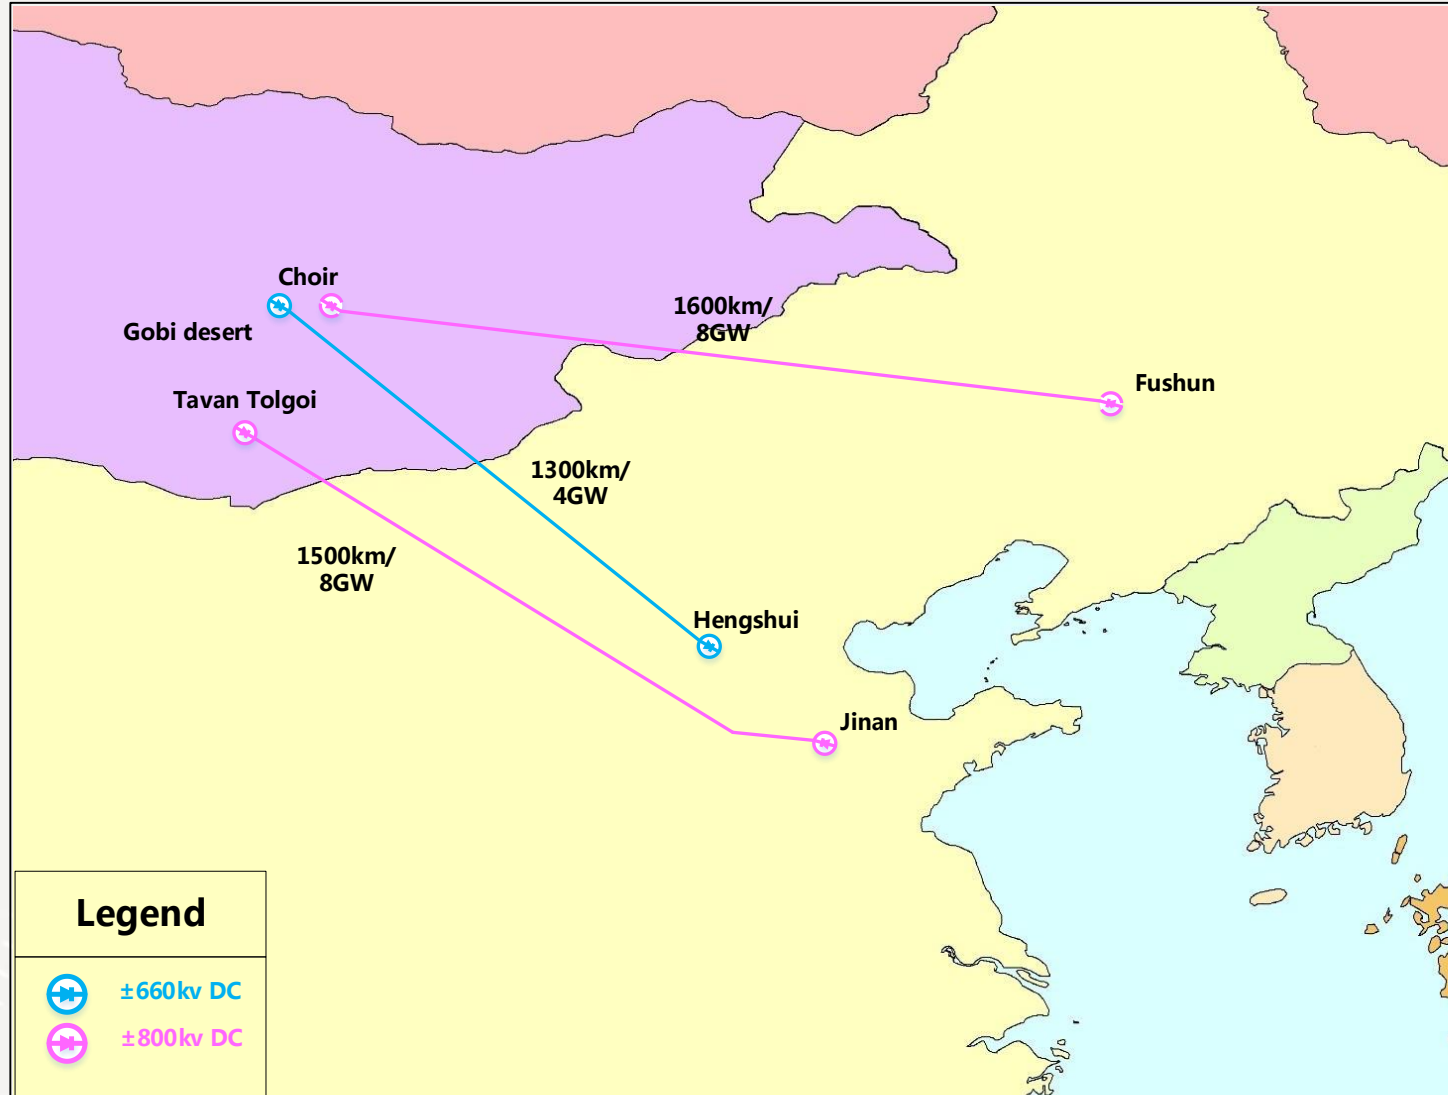 Choir
Gobi desert
1600km/
8GW
Fushun
Tavan Tolgoi
1300km/
4GW
1500km/
8GW
Hengshui
Jinan
Legend
±660kv DC
±800kv DC